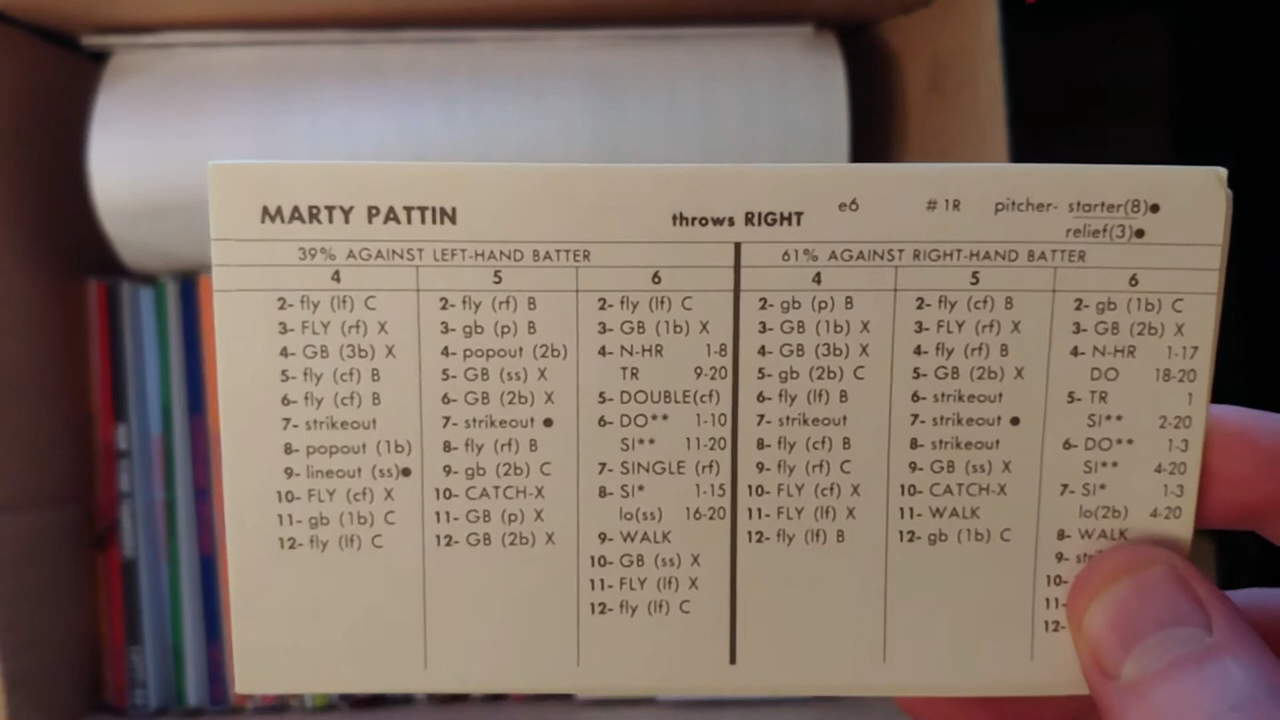 MARTY PATTIN throws RIGHT e6 #1R pitcher- starter(8)●
relief(3)●
39% AGAINST LEFT-HAND BATTER 61% AGAINST RIGHT-HAND BATTER
4 5 6 4 5 6
2- fly (lf) C 2- fly (rf) B 2- fly (lf) C 2- gb (p) B 2- fly (cf) B 2- gb (1b) C
3- FLY (rf) X 3- gb (p) B 3- GB (1b) X 3- GB (1b) X 3- FLY (rf) X 3- GB (2b) X
4- GB (3b) X 4- popout (2b) 4- N-HR 1-8 4- GB (3b) X 4- fly (rf) B 4- N-HR 1-17
5- fly (cf) B 5- GB (ss) X TR 9-20 5- gb (2b) C 5- GB (2b) X DO 18-20
6- fly (cf) B 6- GB (2b) X 5- DOUBLE(cf) 6- fly (lf) B 6- strikeout 5- TR 1
7- strikeout 7- strikeout ● 6- DO** 1-10 7- strikeout 7- strikeout ● SI** 2-20
8- popout (1b) 8- fly (rf) B SI** 11-20 8- fly (cf) B 8- strikeout 6- DO** 1-3
9- lineout (ss)● 9- gb (2b) C 7- SINGLE (rf) 9- fly (rf) C 9- GB (ss) X SI** 4-20
10- FLY (cf) X 10- CATCH-X 8- SI* 1-15 10- FLY (cf) X 10- CATCH-X 7- SI* 1-3
11- gb (1b) C 11- GB (p) X lo(ss) 16-20 11- FLY (lf) X 11- WALK lo(2b) 4-20
12- fly (lf) C 12- GB (2b) X 9- WALK 12- fly (lf) B 12- gb (1b) C 8- WALK
10- GB (ss) X 9-
11- FLY (lf) X 10-
12- fly (lf) C 11-
12-